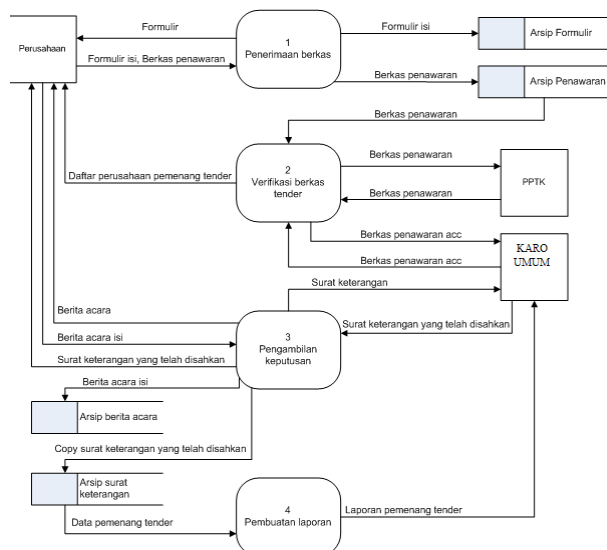 Formulir
1
Penerimaan berkas
Formulir isi
Arsip Formulir
Perusahaan
Formulir isi, Berkas penawaran
Berkas penawaran
Arsip Penawaran
Berkas penawaran
2
Verifikasi berkas
tender
Berkas penawaran
PPTK
Daftar perusahaan pemenang tender
Berkas penawaran
Berkas penawaran acc
KARO
UMUM
Berkas penawaran acc
Surat keterangan
Berita acara
Surat keterangan yang telah disahkan
3
Pengambilan
keputusan
Berita acara isi
Surat keterangan yang telah disahkan
Berita acara isi
Arsip berita acara
Copy surat keterangan yang telah disahkan
Arsip surat
keterangan
4
Pembuatan laporan
Laporan pemenang tender
Data pemenang tender